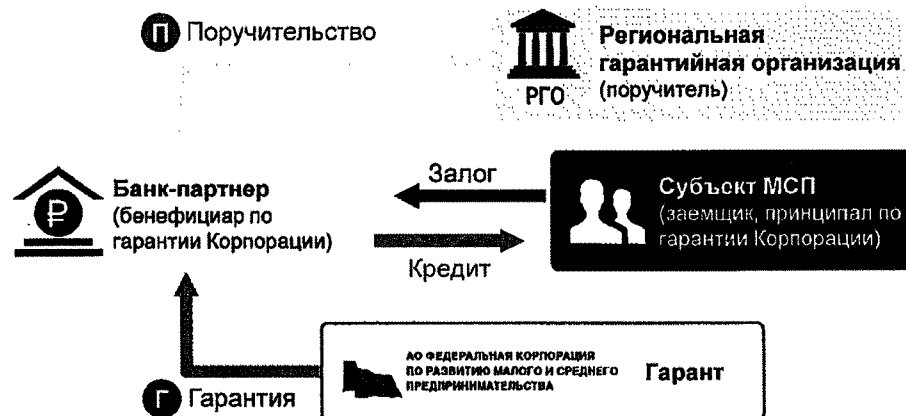 П Поручительство
Региональная
гарантийная организация
(поручитель)
РГО
Банк-партнер
(бенефициар по
гарантии Корпорации)
Залог
Кредит
Субъект МСП
(заемщик, принципал по
гарантии Корпорации)
АО ФЕДЕРАЛЬНАЯ КОРПОРАЦИЯ
ПО РАЗВИТИЮ МАЛОГО И СРЕДНЕГО
ПРЕДПРИНИМАТЕЛЬСТВА
Гарант
Г Гарантия